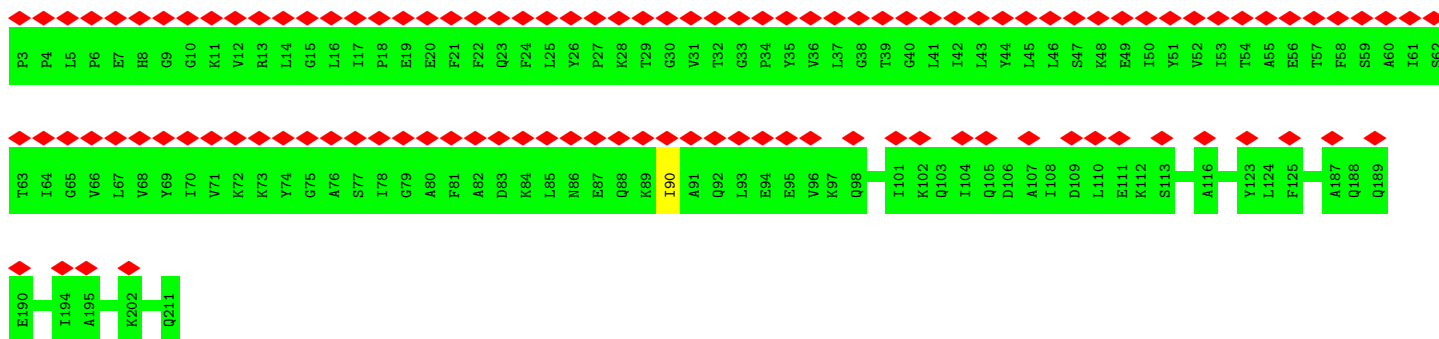 P3 P4 L5 P6 E7 H8 G9 G10 K11 V12 R13 L14 G15 L16 I17 P18 E19 E20 F21 F22 Q23 F24 L25 Y26 P27 K28 T29 G30 V31 T32 G33 P34 Y35 V36 L37 G38 T39 G40 L41 I42 L43 Y44 L45 L46 S47 K48 E49 I50 Y51 V52 I53 T54 A55 E56 T57 F58 S59 A60 I61 S62
T63 I64 G65 V66 L67 V68 Y69 I70 V71 K72 K73 Y74 G75 A76 S77 I78 G79 A80 F81 A82 D83 K84 L85 N86 E87 Q88 K89 I90 A91 Q92 L93 E94 E95 V96 K97 Q98 I101 K102 Q103 I104 Q105 D106 A107 I108 D109 L110 E111 K112 S113 A116 Y123 L124 F125 A187 Q188 Q189
E190 I194 A195 K202 Q211